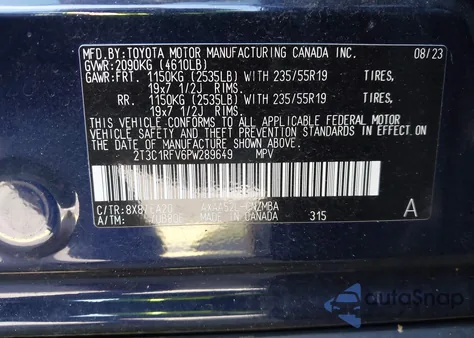 MFD.BY:TOYOTA MOTOR MANUFACTURING CANADA INC. 08/23
GVWR:2090KG (4610LB)
GAWR:FRT. 1150KG (2535LB) WITH 235/55R19 TIRES,
19x7 1/2J RIMS.
RR. 1150KG (2535LB) WITH 235/55R19 TIRES,
19x7 1/2J RIMS.
THIS VEHICLE CONFORMS TO ALL APPLICABLE FEDERAL MOTOR
VEHICLE SAFETY AND BUMPER STANDARDS IN EFFECT ON
THE DATE OF MANUFACTURE SHOWN ABOVE.
2T3C1RFV6PW289649 MPV
C/TR:8X8/
A/TM: MADE IN CANADA 315 A
AutoSnap